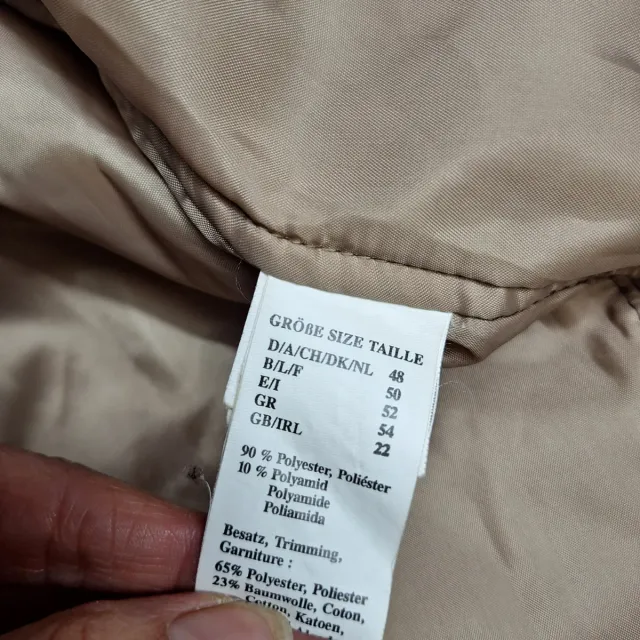 GRÖßE SIZE TAILLE
D/A/CH/DK/NL 48
B/L/F 50
E/I 52
GR 54
GB/IRL 22
90 % Polyester, Poliéster
10 % Polyamid
Polyamide
Poliamida
Besatz, Trimming,
Garniture :
65% Polyester, Poliester
23% Baumwolle, Coton,
Cotton, Katoen,